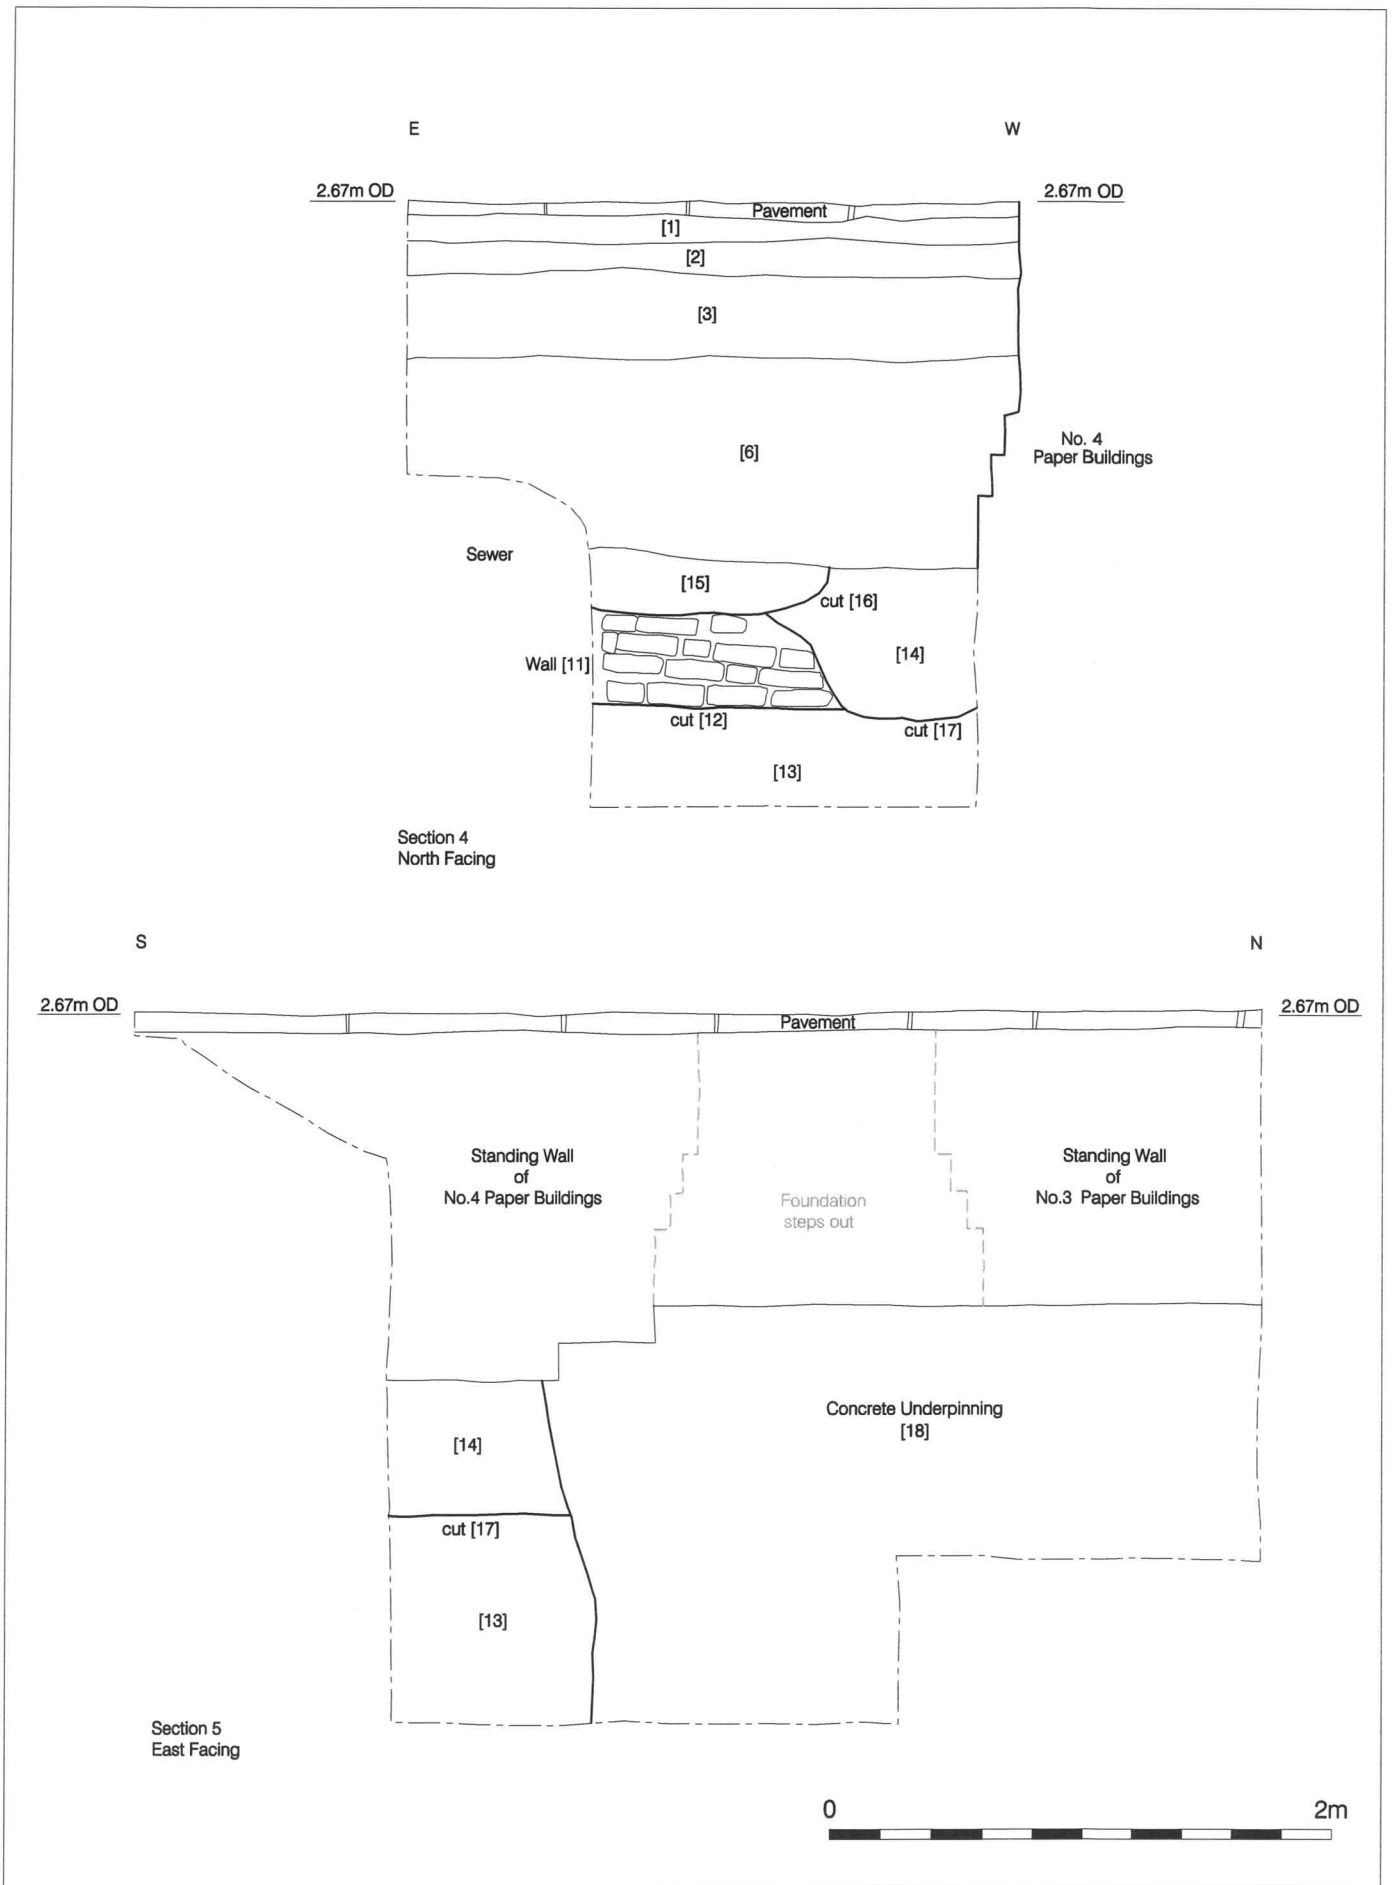 E
W
2.67m OD
2.67m OD
Pavement
[1]
[2]
[3]
[6]
No. 4
Paper Buildings
Sewer
[15]
cut [16]
Wall [11]
[14]
cut [12]
cut [17]
[13]
Section 4
North Facing
S
N
2.67m OD
2.67m OD
Pavement
Standing Wall
of
No.4 Paper Buildings
Foundation
steps out
Standing Wall
of
No.3 Paper Buildings
Concrete Underpinning
[18]
[14]
cut [17]
[13]
Section 5
East Facing
0
2m